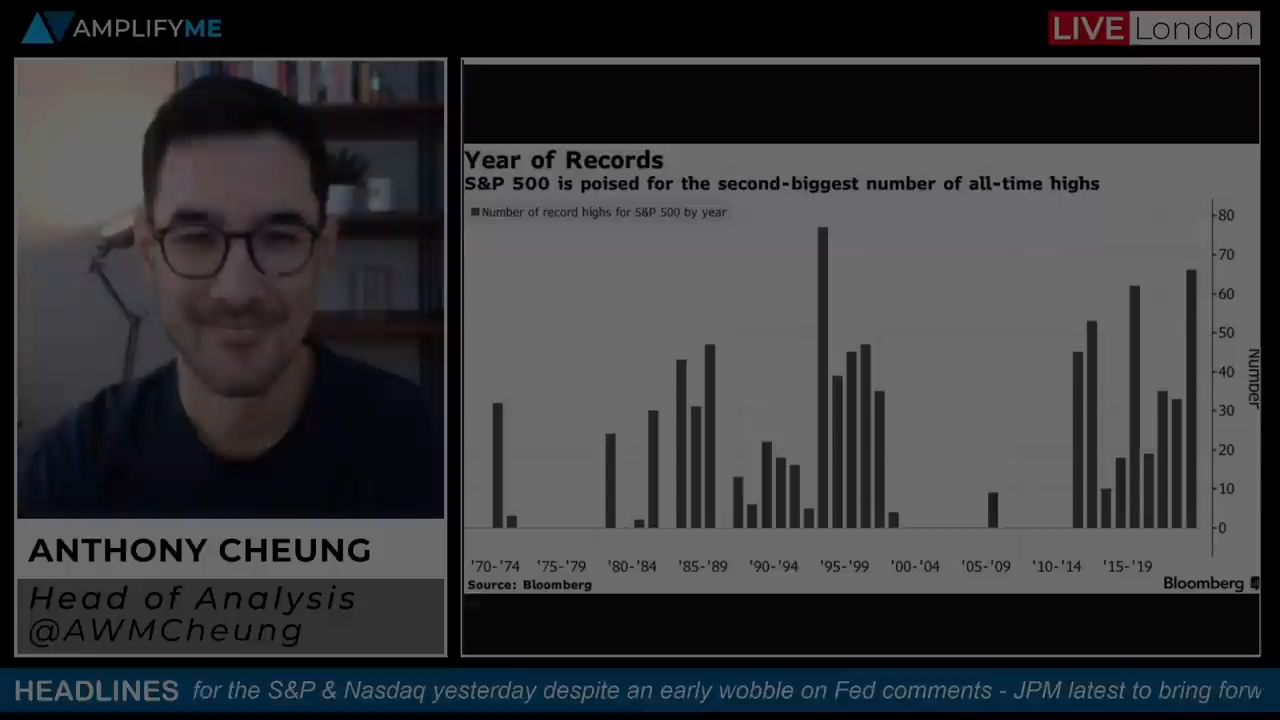 AMPLIFYME
LIVE London
Year of Records
S&P 500 is poised for the second-biggest number of all-time highs
Number of record highs for S&P 500 by year
80
70
60
50
40
30
20
10
0
Number
'70-'74 '75-'79 '80-'84 '85-'89 '90-'94 '95-'99 '00-'04 '05-'09 '10-'14 '15-'19
Source: Bloomberg
Bloomberg
ANTHONY CHEUNG
Head of Analysis
@AWMCheung
HEADLINES for the S&P & Nasdaq yesterday despite an early wobble on Fed comments - JPM latest to bring forw